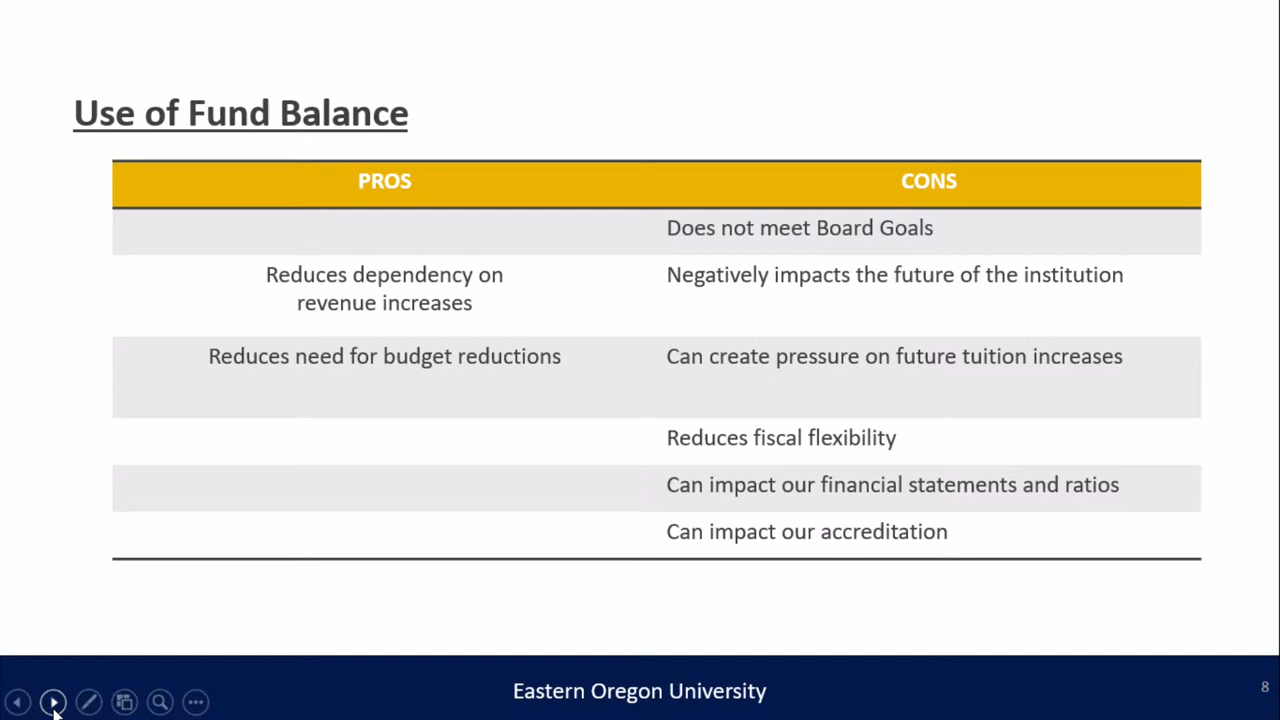 Use of Fund Balance
PROS
CONS
Does not meet Board Goals
Reduces dependency on
revenue increases
Negatively impacts the future of the institution
Reduces need for budget reductions
Can create pressure on future tuition increases
Reduces fiscal flexibility
Can impact our financial statements and ratios
Can impact our accreditation
Eastern Oregon University
8